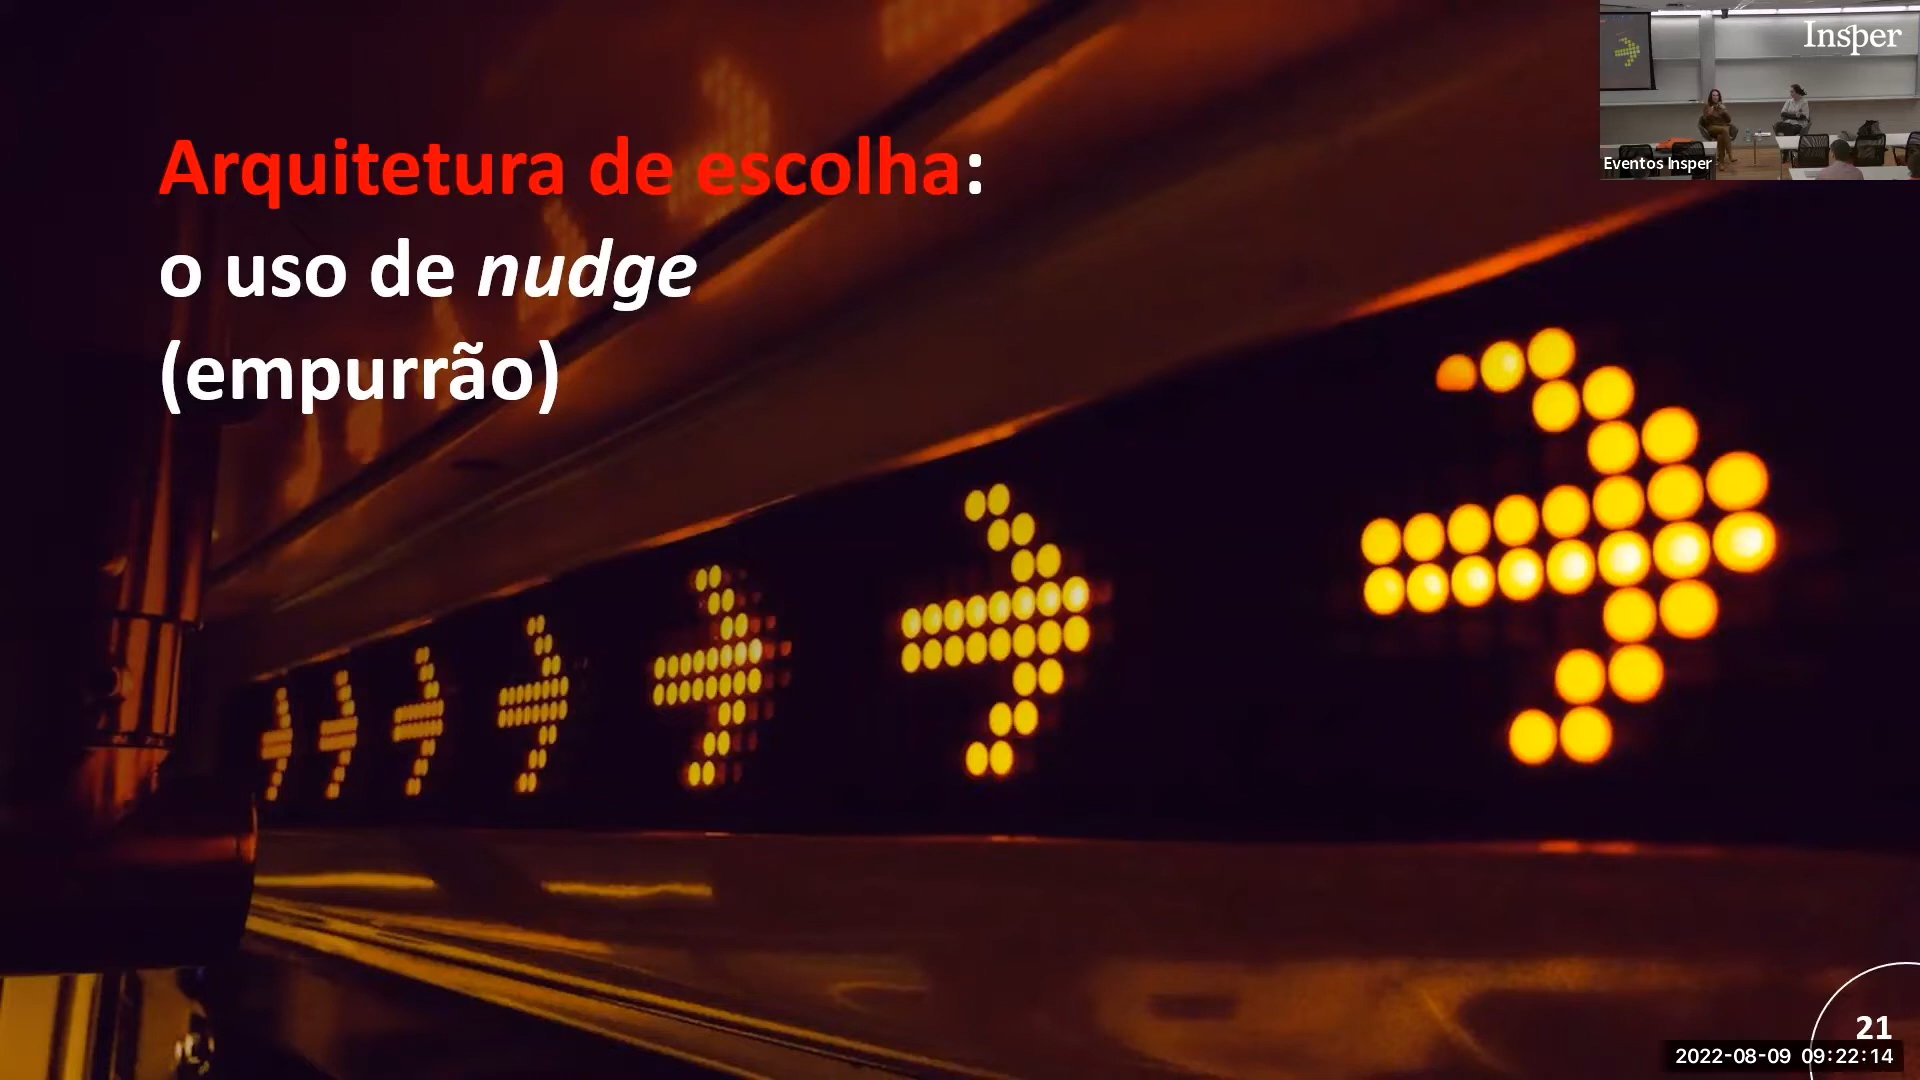 Insper
Eventos Insper
Arquitetura de escolha:
o uso de nudge
(empurrão)
21
2022-08-09 09:22:14